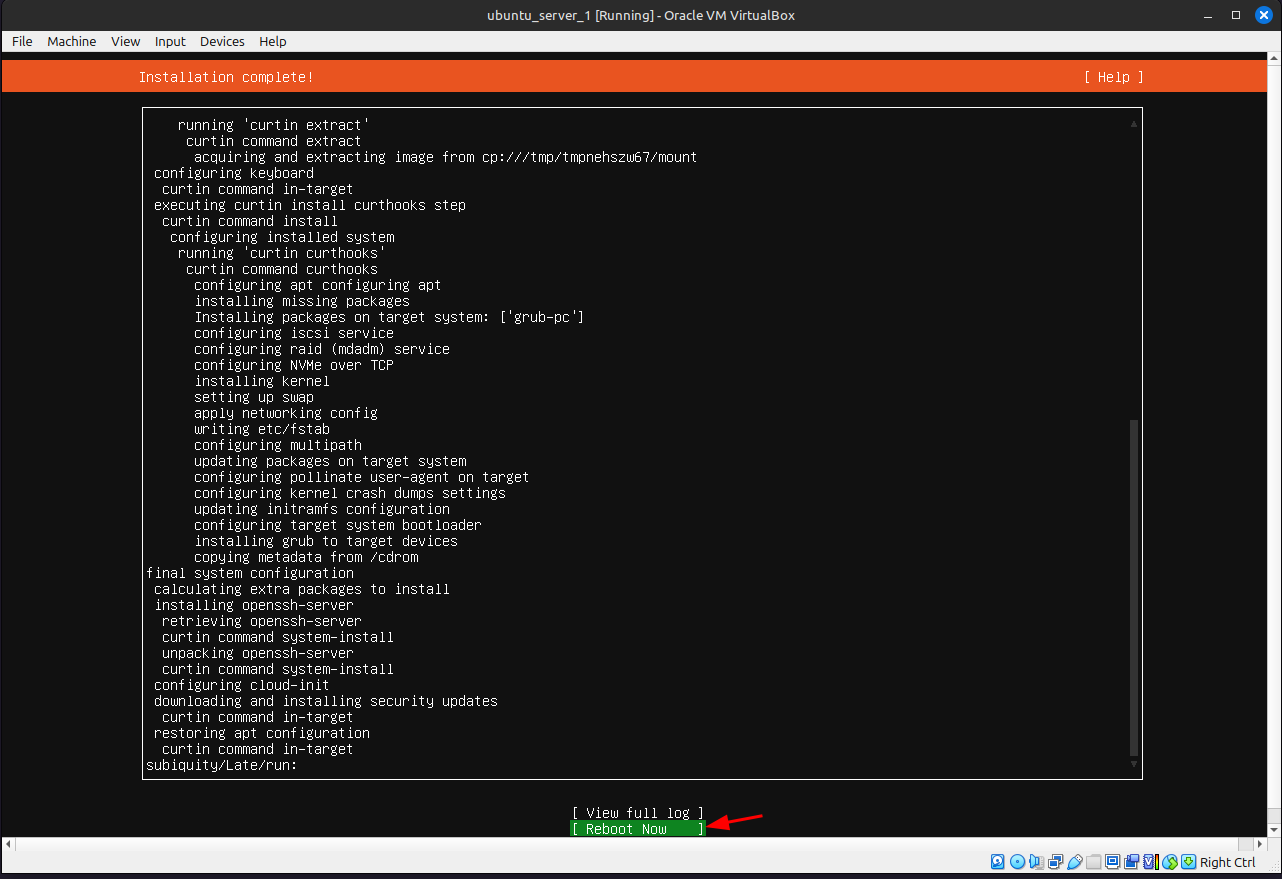 ubuntu_server_1 [Running] - Oracle VM VirtualBox
File Machine View Input Devices Help
Installation complete! [ Help ]
running 'curtin extract'
curtin command extract
acquiring and extracting image from cp:///tmp/tmpnehszw67/mount
configuring keyboard
curtin command in-target
executing curtin install curthooks step
curtin command install
configuring installed system
running 'curtin curthooks'
curtin command curthooks
configuring apt configuring apt
installing missing packages
Installing packages on target system: ['grub-pc']
configuring iscsi service
configuring raid (mdadm) service
configuring NVMe over TCP
installing kernel
setting up swap
apply networking config
writing etc/fstab
configuring multipath
updating packages on target system
configuring pollinate user-agent on target
configuring kernel crash dumps settings
updating initramfs configuration
configuring target system bootloader
installing grub to target devices
copying metadata from /cdrom
final system configuration
calculating extra packages to install
installing openssh-server
retrieving openssh-server
curtin command system-install
unpacking openssh-server
curtin command system-install
configuring cloud-init
downloading and installing security updates
curtin command in-target
restoring apt configuration
curtin command in-target
subiquity/Late/run:
[ View full log ]
[ Reboot Now ]
Right Ctrl